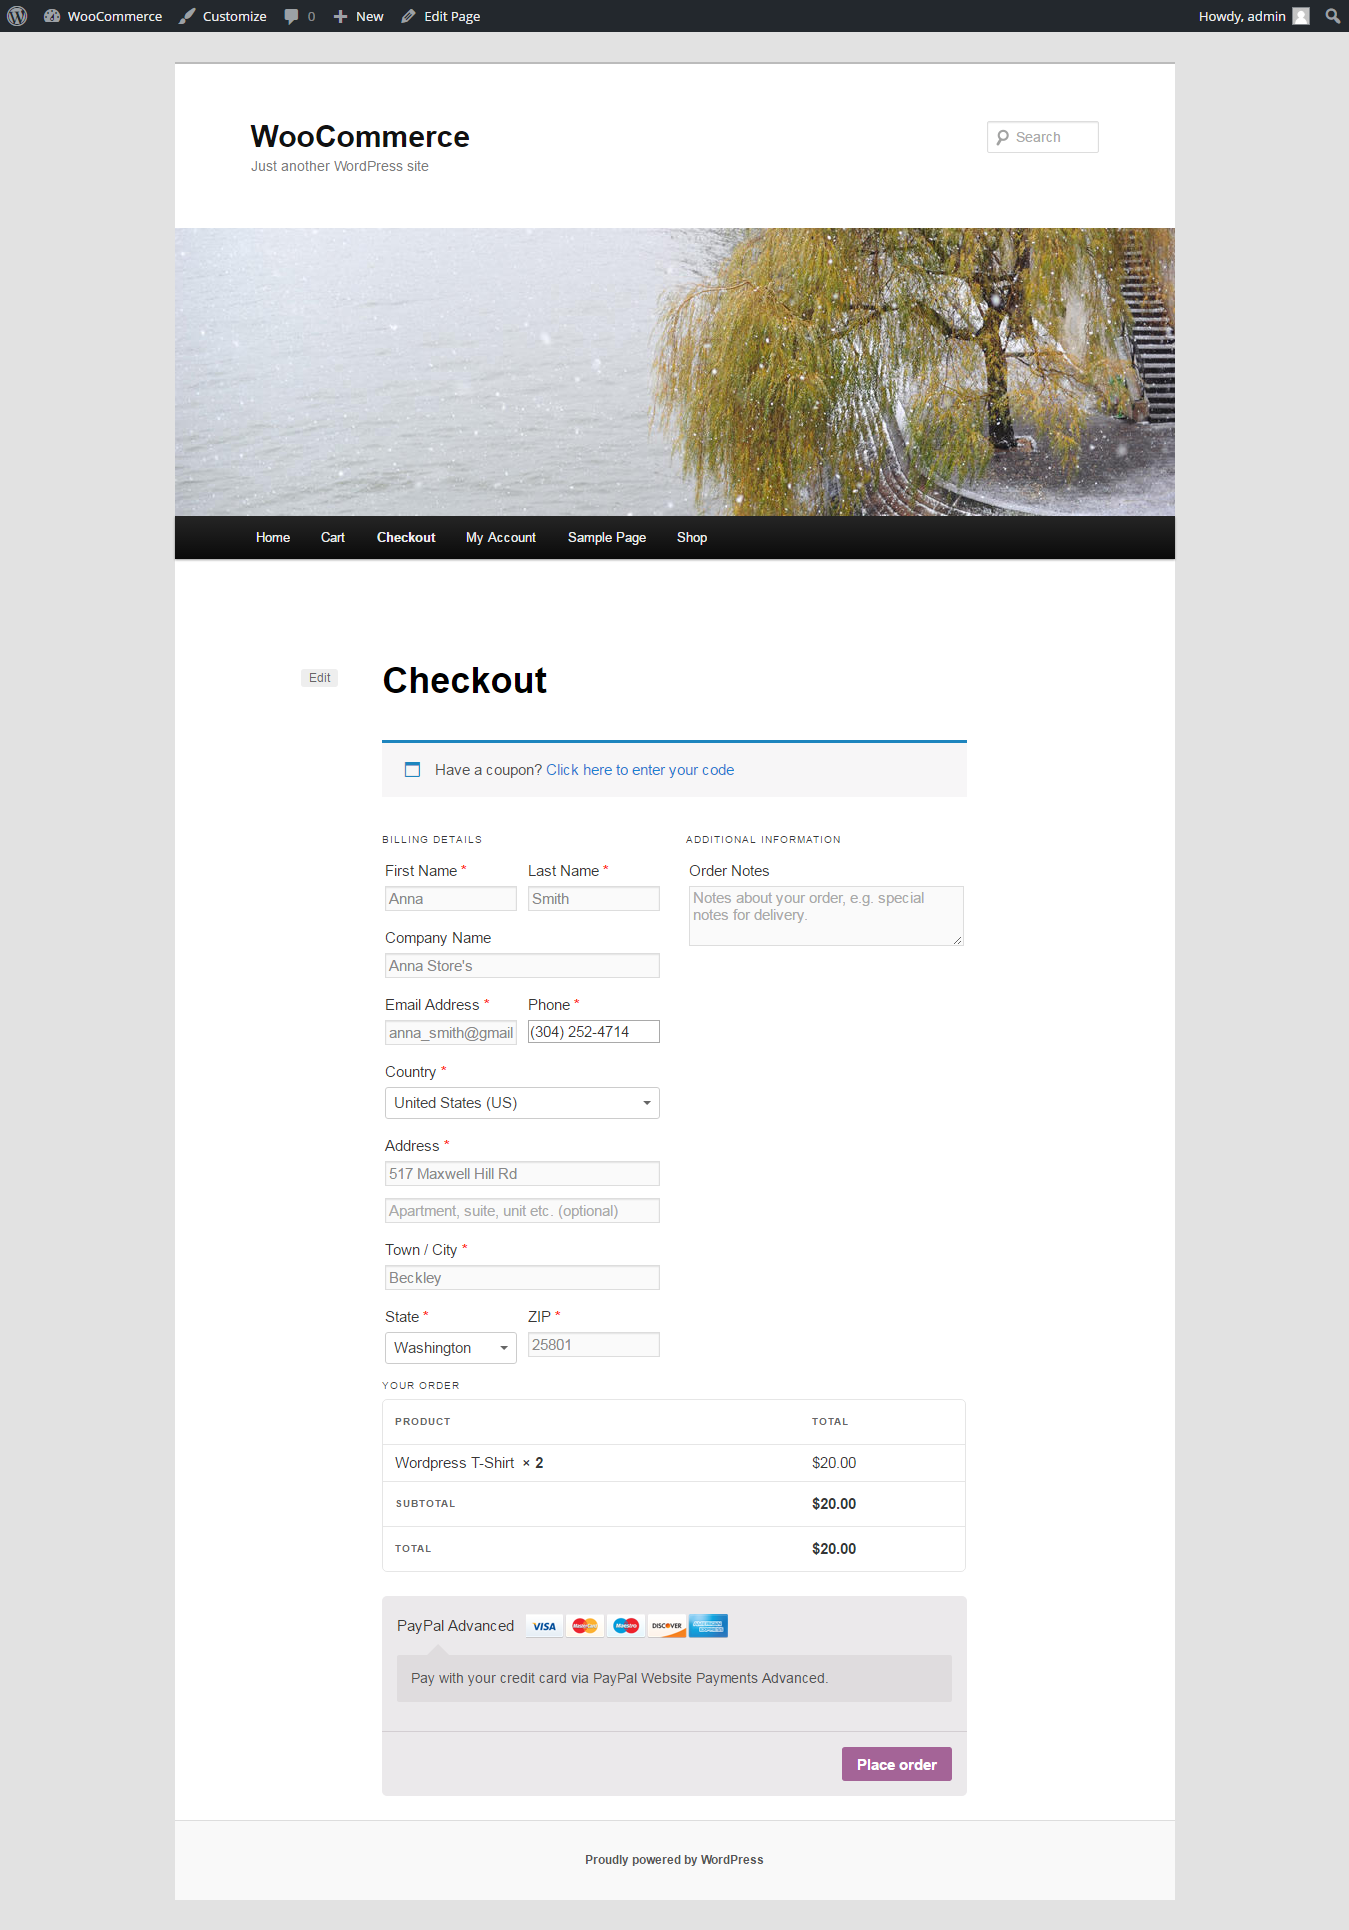 WooCommerce Customize 0 New Edit Page Howdy, admin
WooCommerce
Just another WordPress site
Search
Home Cart Checkout My Account Sample Page Shop
Edit
Checkout
Have a coupon? Click here to enter your code
BILLING DETAILS
ADDITIONAL INFORMATION
First Name * Last Name *
Order Notes
Anna Smith
Notes about your order, e.g. special
notes for delivery.
Company Name
Anna Store's
Email Address * Phone *
anna_smith@gmail (304) 252-4714
Country *
United States (US)
Address *
517 Maxwell Hill Rd
Apartment, suite, unit etc. (optional)
Town / City *
Beckley
State * ZIP *
Washington 25801
YOUR ORDER
PRODUCT TOTAL
Wordpress T-Shirt × 2 $20.00
SUBTOTAL $20.00
TOTAL $20.00
PayPal Advanced VISA MasterCard Maestro DISCOVER AMERICAN EXPRESS
Pay with your credit card via PayPal Website Payments Advanced.
Place order
Proudly powered by WordPress